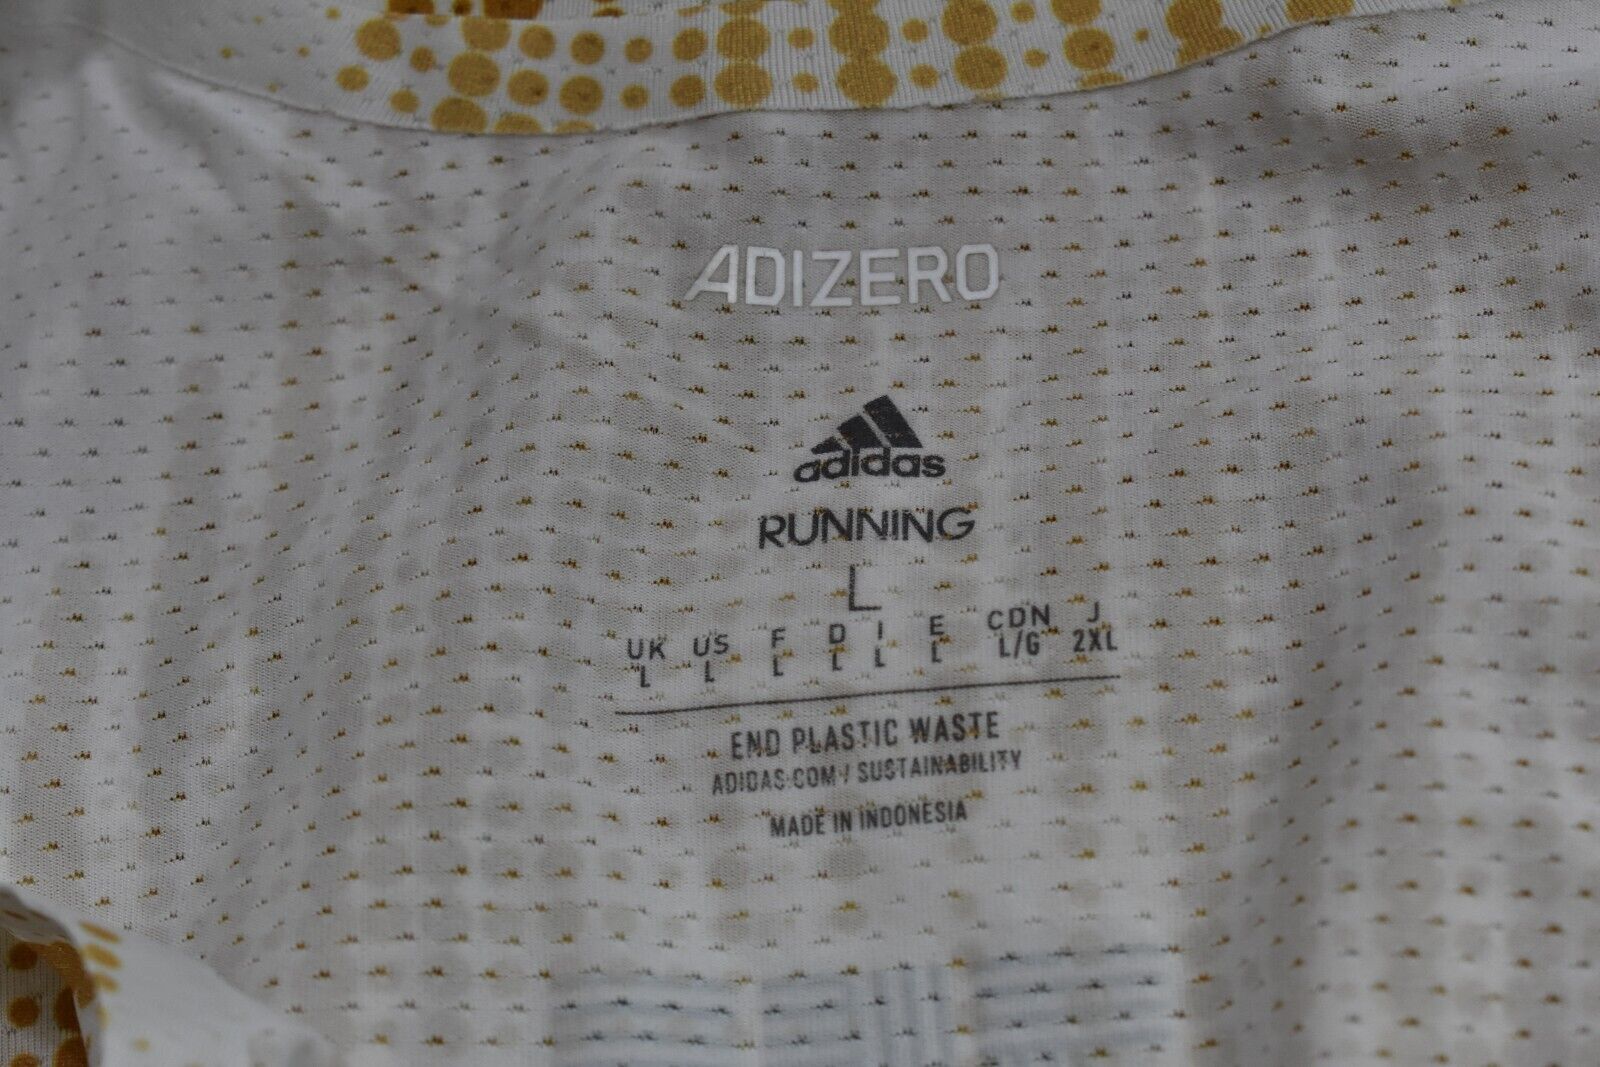 ADIZERO
adidas
RUNNING
L
UK US F D I E CDN J
L L L L L L L/G 2XL
END PLASTIC WASTE
ADIDAS.COM / SUSTAINABILITY
MADE IN INDONESIA